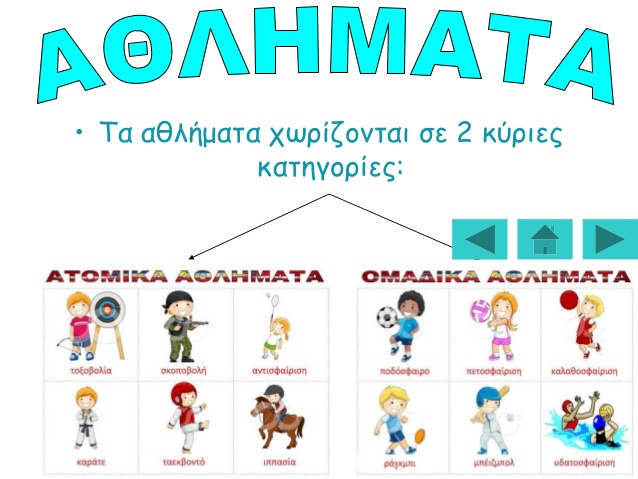 ΑΘΛΗΜΑΤΑ
• Τα αθλήματα χωρίζονται σε 2 κύριες
κατηγορίες:
ΑΤΟΜΙΚΑ ΑΘΛΗΜΑΤΑ
τοξοβολία σκοποβολή αντισφαίριση
καράτε ταεκβοντό ιππασία
ΟΜΑΔΙΚΑ ΑΘΛΗΜΑΤΑ
ποδόσφαιρο πετοσφαίριση καλαθοσφαίριση
ράγκμπι μπέιζμπολ υδατοσφαίριση